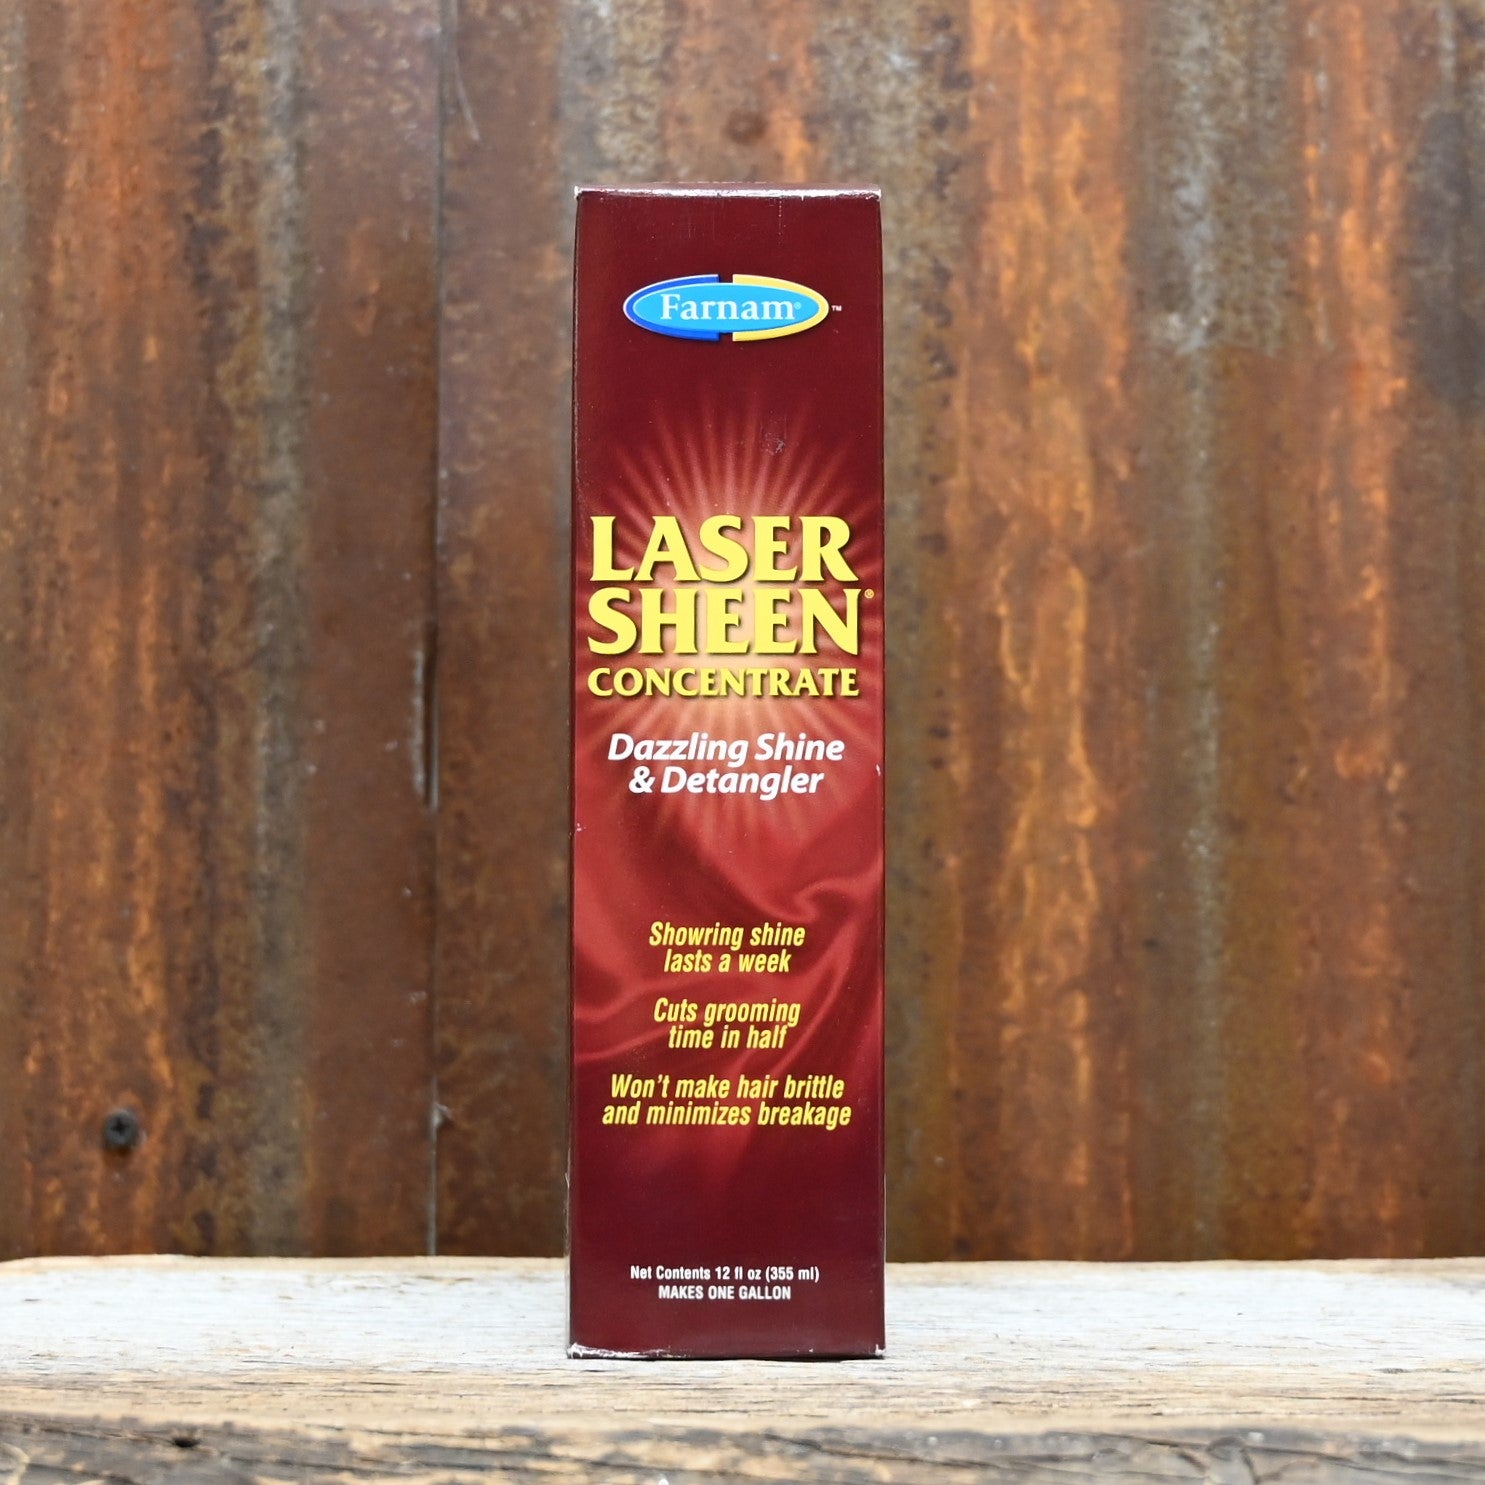 Farnam®™
LASER
SHEEN®
CONCENTRATE
Dazzling Shine
& Detangler
Showring shine
lasts a week
Cuts grooming
time in half
Won't make hair brittle
and minimizes breakage
Net Contents 12 fl oz (355 ml)
MAKES ONE GALLON